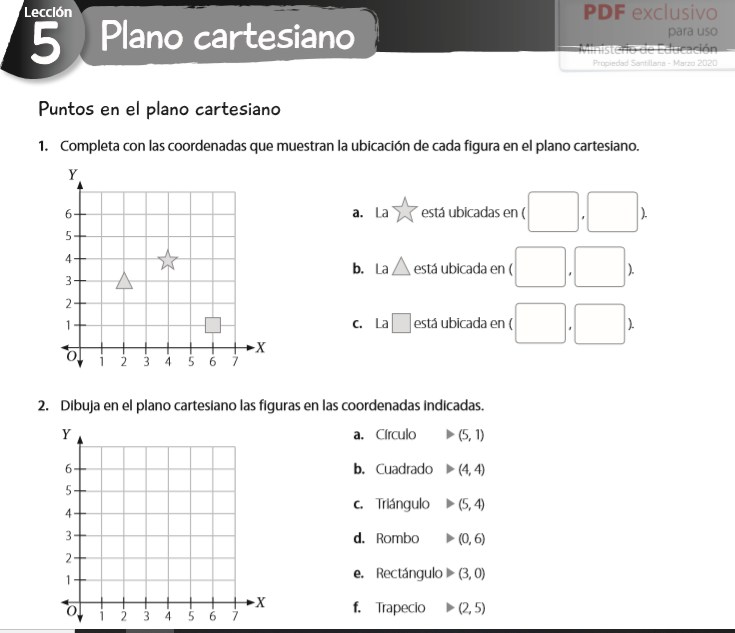 Lección
5 Plano cartesiano
PDF exclusivo
para uso
Ministerio de Educación
Propiedad Santillana - Marzo 2020
Puntos en el plano cartesiano
1. Completa con las coordenadas que muestran la ubicación de cada figura en el plano cartesiano.
Y
6
5
4
3
2
1
O 1 2 3 4 5 6 7 X
a. La está ubicadas en ( , ).
b. La está ubicada en ( , ).
c. La está ubicada en ( , ).
2. Dibuja en el plano cartesiano las figuras en las coordenadas indicadas.
Y
6
5
4
3
2
1
O 1 2 3 4 5 6 7 X
a. Círculo ▶ (5, 1)
b. Cuadrado ▶ (4, 4)
c. Triángulo ▶ (5, 4)
d. Rombo ▶ (0, 6)
e. Rectángulo ▶ (3, 0)
f. Trapecio ▶ (2, 5)